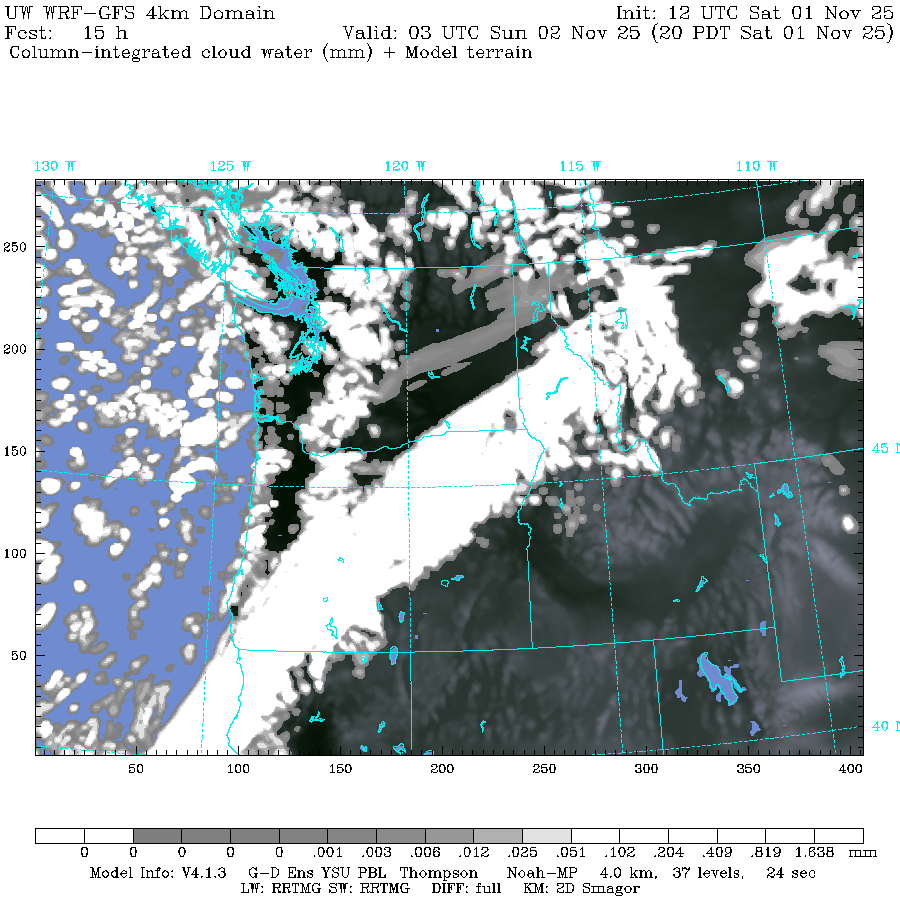 UW WRF-GFS 4km Domain Init: 12 UTC Sat 01 Nov 25
Fcst: 15 h Valid: 03 UTC Sun 02 Nov 25 (20 PDT Sat 01 Nov 25)
Column-integrated cloud water (mm) + Model terrain
130 W 125 W 120 W 115 W 110 W
250
200
150
45 N
100
50
40 N
50 100 150 200 250 300 350 400
0 0 0 0 0 .001 .003 .006 .012 .025 .051 .102 .204 .409 .819 1.638 mm
Model Info: V4.1.3 G-D Ens YSU PBL Thompson Noah-MP 4.0 km, 37 levels, 24 sec
LW: RRTMG SW: RRTMG DIFF: full KM: 2D Smagor